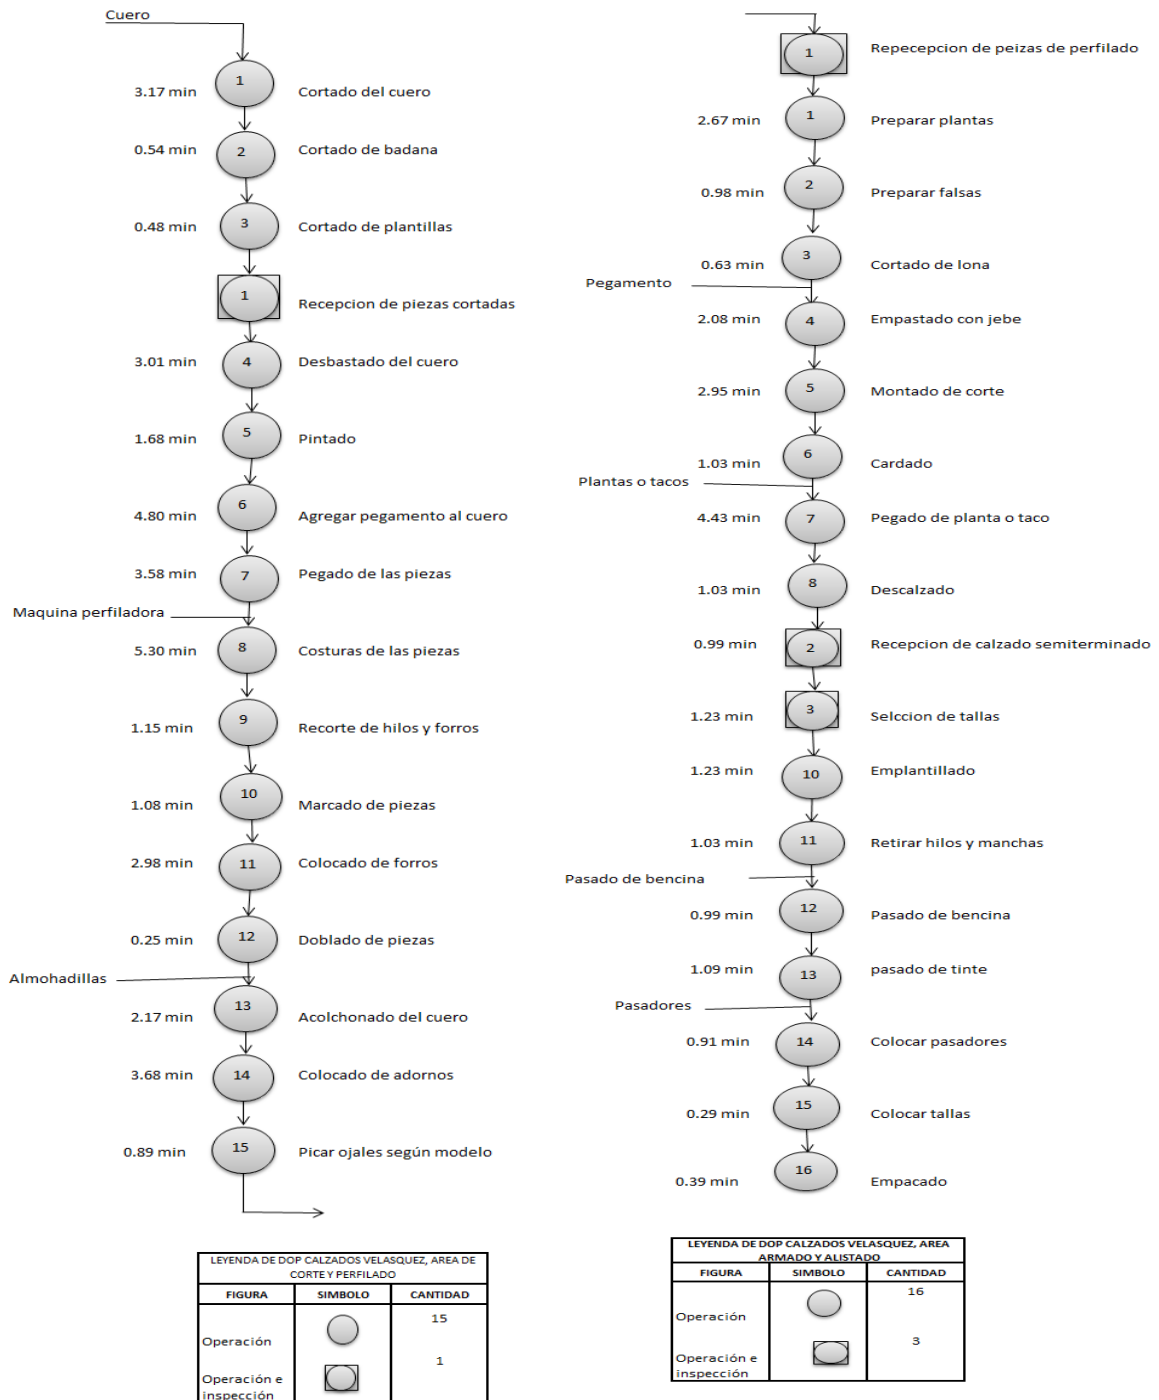 Cuero
1
3.17 min
Cortado del cuero
2
0.54 min
Cortado de badana
3
0.48 min
Cortado de plantillas
1
Recepcion de piezas cortadas
4
3.01 min
Desbastado del cuero
5
1.68 min
Pintado
6
4.80 min
Agregar pegamento al cuero
7
3.58 min
Pegado de las piezas
Maquina perfiladora
8
5.30 min
Costuras de las piezas
9
1.15 min
Recorte de hilos y forros
10
1.08 min
Marcado de piezas
11
2.98 min
Colocado de forros
12
0.25 min
Doblado de piezas
Almohadillas
13
2.17 min
Acolchonado del cuero
14
3.68 min
Colocado de adornos
15
0.89 min
Picar ojales según modelo
LEYENDA DE DOP CALZADOS VELASQUEZ, AREA DE
CORTE Y PERFILADO
FIGURA SIMBOLO CANTIDAD
15
Operación
1
Operación e
inspección
1
Repecepcion de peizas de perfilado
1
2.67 min
Preparar plantas
2
0.98 min
Preparar falsas
3
0.63 min
Cortado de lona
Pegamento
4
2.08 min
Empastado con jebe
5
2.95 min
Montado de corte
6
1.03 min
Cardado
Plantas o tacos
7
4.43 min
Pegado de planta o taco
8
1.03 min
Descalzado
2
0.99 min
Recepcion de calzado semiterminado
3
1.23 min
Selccion de tallas
10
1.23 min
Emplantillado
11
1.03 min
Retirar hilos y manchas
Pasado de bencina
12
0.99 min
Pasado de bencina
13
1.09 min
pasado de tinte
Pasadores
14
0.91 min
Colocar pasadores
15
0.29 min
Colocar tallas
16
0.39 min
Empacado
LEYENDA DE DOP CALZADOS VELASQUEZ, AREA
ARMADO Y ALISTADO
FIGURA SIMBOLO CANTIDAD
16
Operación
3
Operación e
inspección